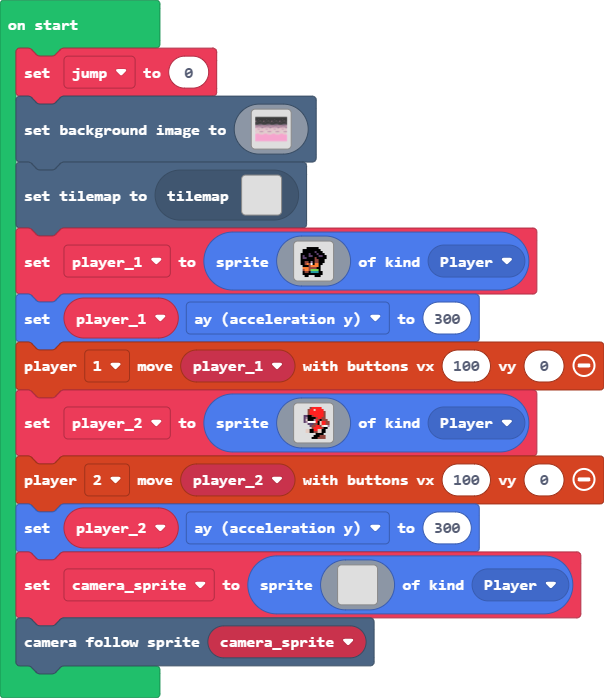 on start
set jump to 0
set background image to
set tilemap to tilemap
set player_1 to sprite of kind Player
set player_1 ay (acceleration y) to 300
player 1 move player_1 with buttons vx 100 vy 0
set player_2 to sprite of kind Player
player 2 move player_2 with buttons vx 100 vy 0
set player_2 ay (acceleration y) to 300
set camera_sprite to sprite of kind Player
camera follow sprite camera_sprite